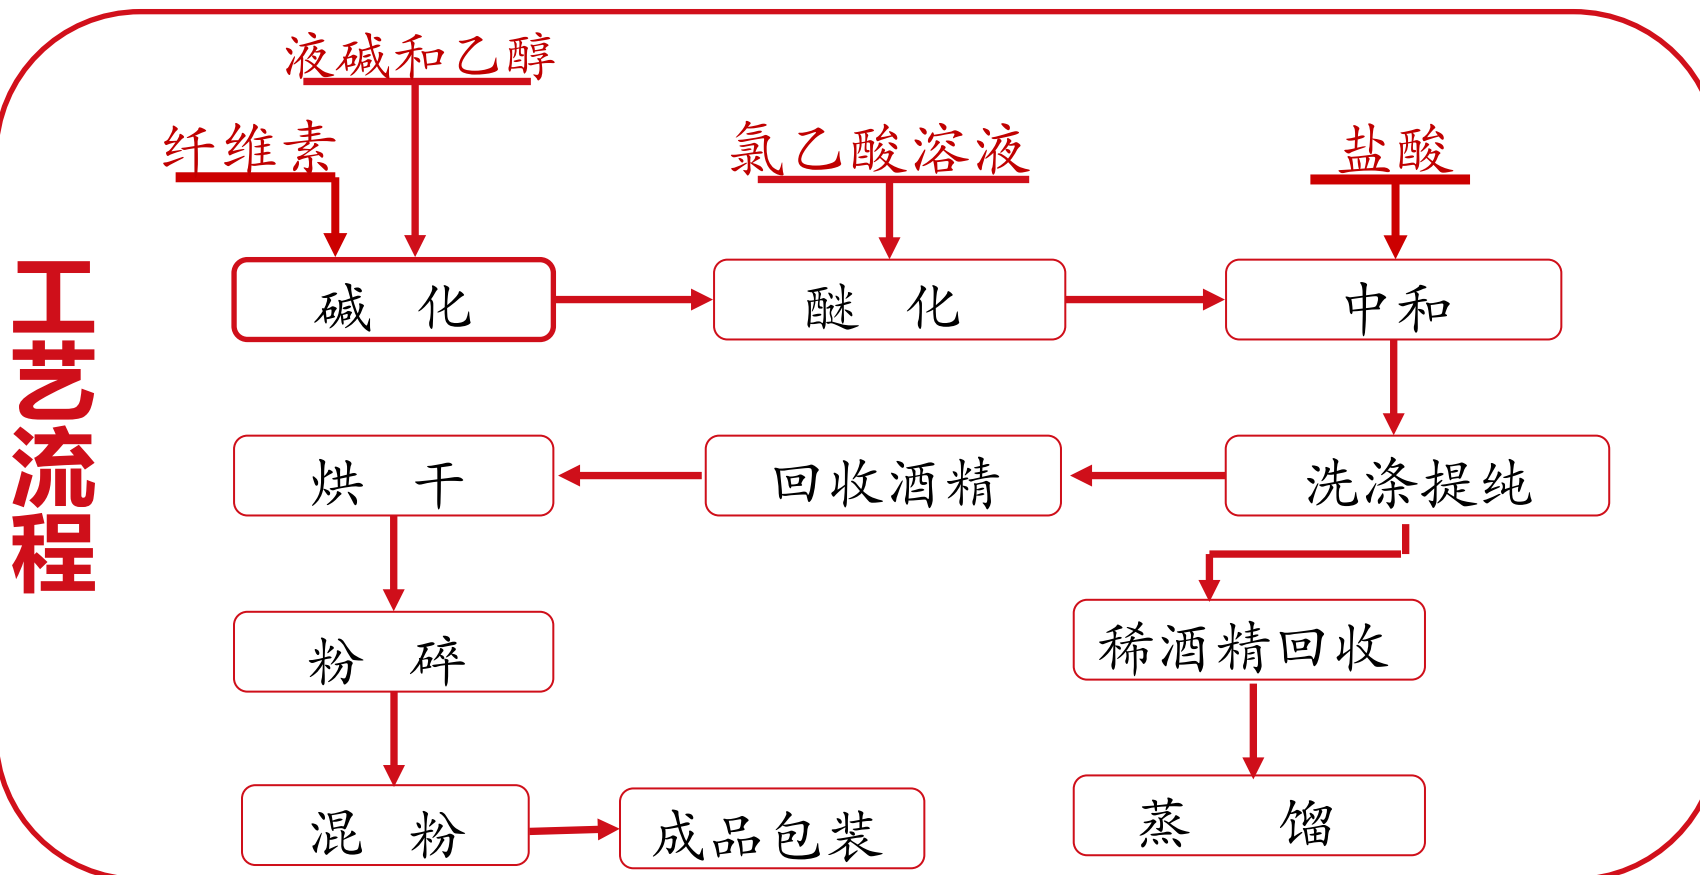 工艺流程
液碱和乙醇
纤维素
氯乙酸溶液
盐酸
碱 化
醚 化
中和
烘 干
回收酒精
洗涤提纯
粉 碎
稀酒精回收
混 粉
成品包装
蒸 馏